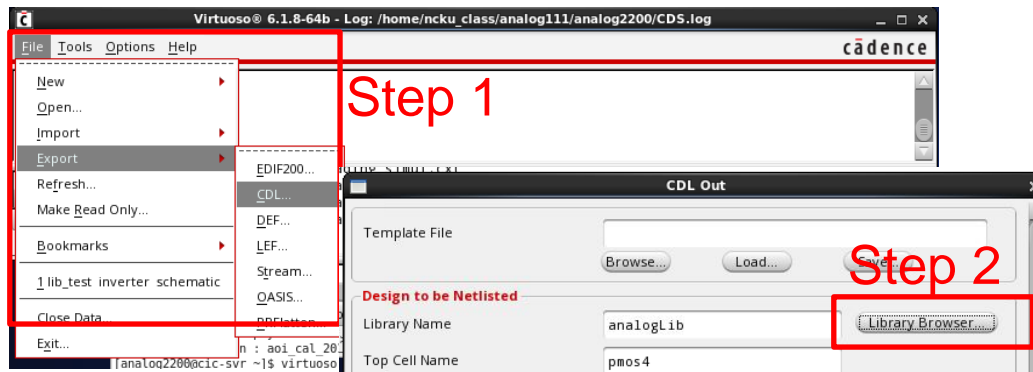 Virtuoso® 6.1.8-64b - Log: /home/ncku_class/analog111/analog2200/CDS.log
File Tools Options Help
cādence
Step 1
New
Open...
Import
Export
Refresh...
Make Read Only...
Bookmarks
1 lib_test inverter schematic
Close Data...
Exit...
EDIF200...
CDL...
DEF...
LEF...
Stream...
OASIS...
PRFlatten...
n : aoi_cal_20
[analog2200@cic-svr ~]$ virtuoso
CDL Out
Template File
Browse... Load... Save...
Step 2
Design to be Netlisted
Library Name analogLib Library Browser...
Top Cell Name pmos4